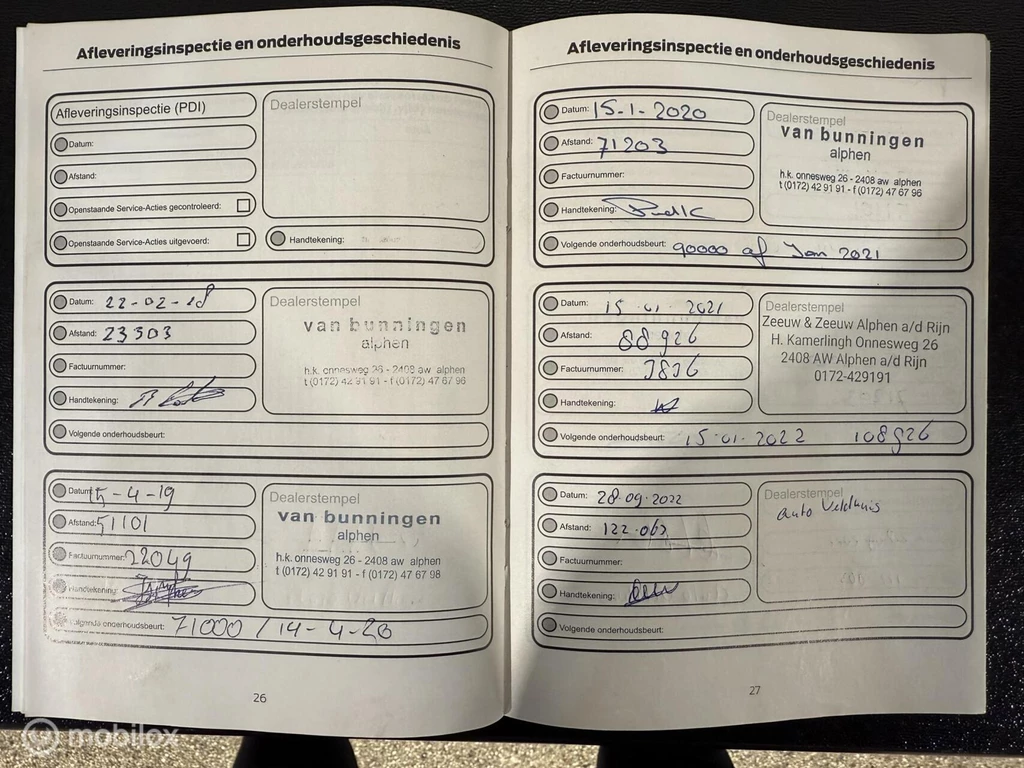 Afleveringsinspectie en onderhoudsgeschiedenis
Afleveringsinspectie (PDI)
Datum:
Afstand:
Openstaande Service-Acties gecontroleerd:
Openstaande Service-Acties uitgevoerd:
Dealerstempel
Handtekening:
Datum: 22-02-18
Afstand: 23303
Factuurnummer:
Handtekening:
Volgende onderhoudsbeurt:
Dealerstempel
van bunningen
alphen
h.k. onnesweg 26 - 2408 aw alphen
t (0172) 42 91 91 - f (0172) 47 67 96
Datum: 15-4-19
Afstand: 51101
Factuurnummer: 22049
Handtekening:
Volgende onderhoudsbeurt: 71000 / 14-4-20
Dealerstempel
van bunningen
alphen
h.k. onnesweg 26 - 2408 aw alphen
t (0172) 42 91 91 - f (0172) 47 67 98
26
Afleveringsinspectie en onderhoudsgeschiedenis
Datum: 15-1-2020
Afstand: 71203
Factuurnummer:
Handtekening:
Volgende onderhoudsbeurt: 90000 af Jan 2021
Dealerstempel
van bunningen
alphen
h.k. onnesweg 26 - 2408 aw alphen
t (0172) 42 91 91 - f (0172) 47 67 96
Datum: 15 01 2021
Afstand: 88926
Factuurnummer:
Handtekening:
Volgende onderhoudsbeurt: 15.01.2022 108926
Dealerstempel
Zeeuw & Zeeuw Alphen a/d Rijn
H. Kamerlingh Onnesweg 26
2408 AW Alphen a/d Rijn
0172-429191
Datum: 28.09.2022
Afstand: 122.063
Factuurnummer:
Handtekening:
Volgende onderhoudsbeurt:
Dealerstempel
auto Veldhuis
27
mobilox